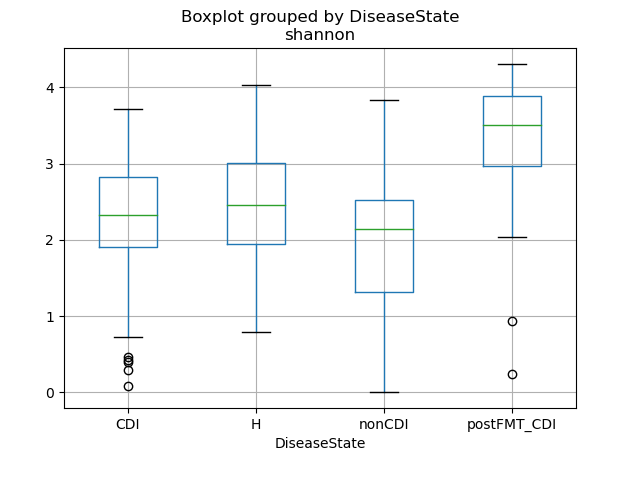 Boxplot grouped by DiseaseState
shannon
4
3
2
1
0
CDI H nonCDI postFMT_CDI
DiseaseState